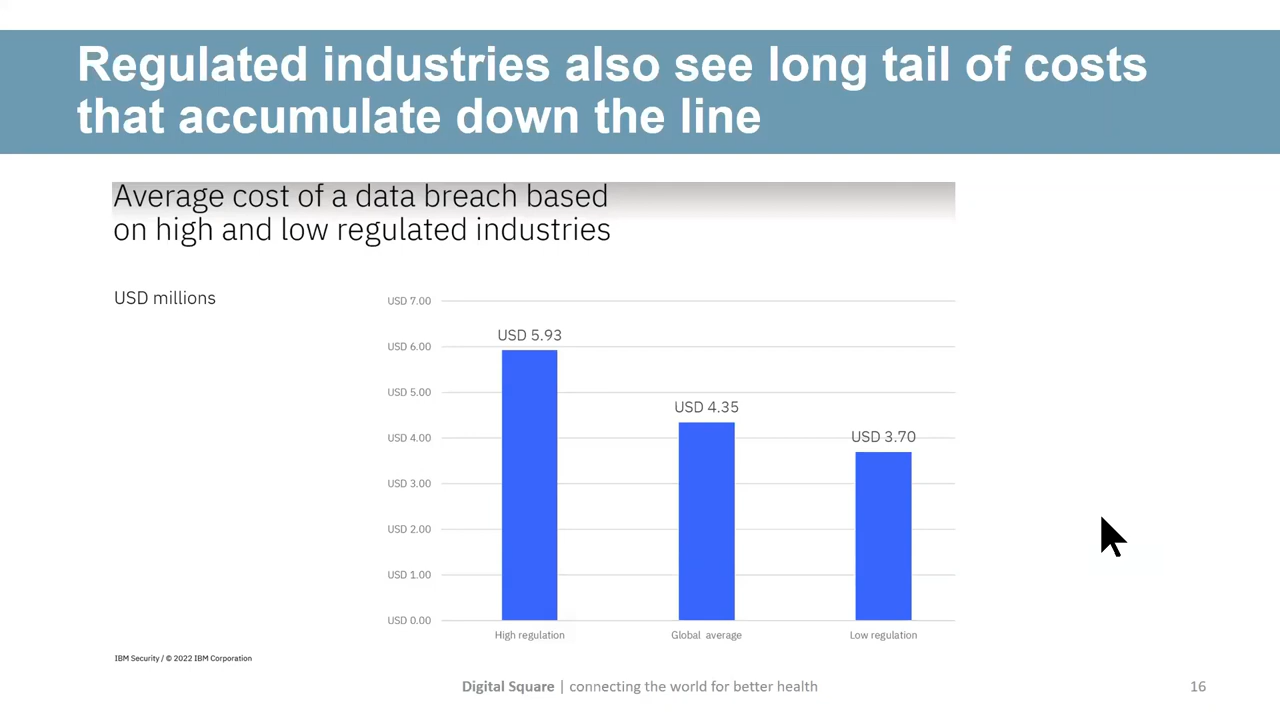 Regulated industries also see long tail of costs
that accumulate down the line
Average cost of a data breach based
on high and low regulated industries
USD millions
USD 7.00
USD 6.00
USD 5.00
USD 4.00
USD 3.00
USD 2.00
USD 1.00
USD 0.00
USD 5.93
USD 4.35
USD 3.70
High regulation
Global average
Low regulation
IBM Security / © 2022 IBM Corporation
Digital Square | connecting the world for better health
16